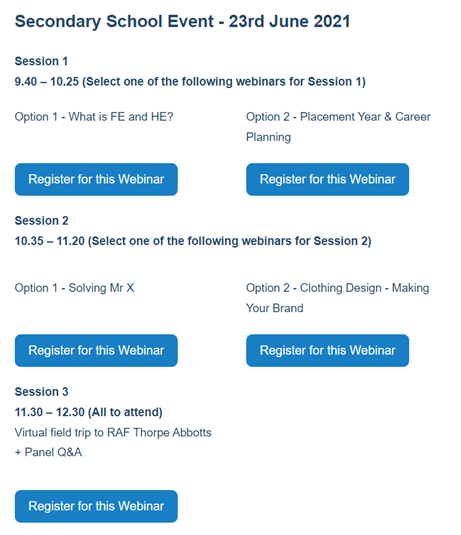 Secondary School Event - 23rd June 2021
Session 1
9.40 – 10.25 (Select one of the following webinars for Session 1)
Option 1 - What is FE and HE?
Option 2 - Placement Year & Career
Planning
Register for this Webinar
Register for this Webinar
Session 2
10.35 – 11.20 (Select one of the following webinars for Session 2)
Option 1 - Solving Mr X
Option 2 - Clothing Design - Making
Your Brand
Register for this Webinar
Register for this Webinar
Session 3
11.30 – 12.30 (All to attend)
Virtual field trip to RAF Thorpe Abbotts
+ Panel Q&A
Register for this Webinar